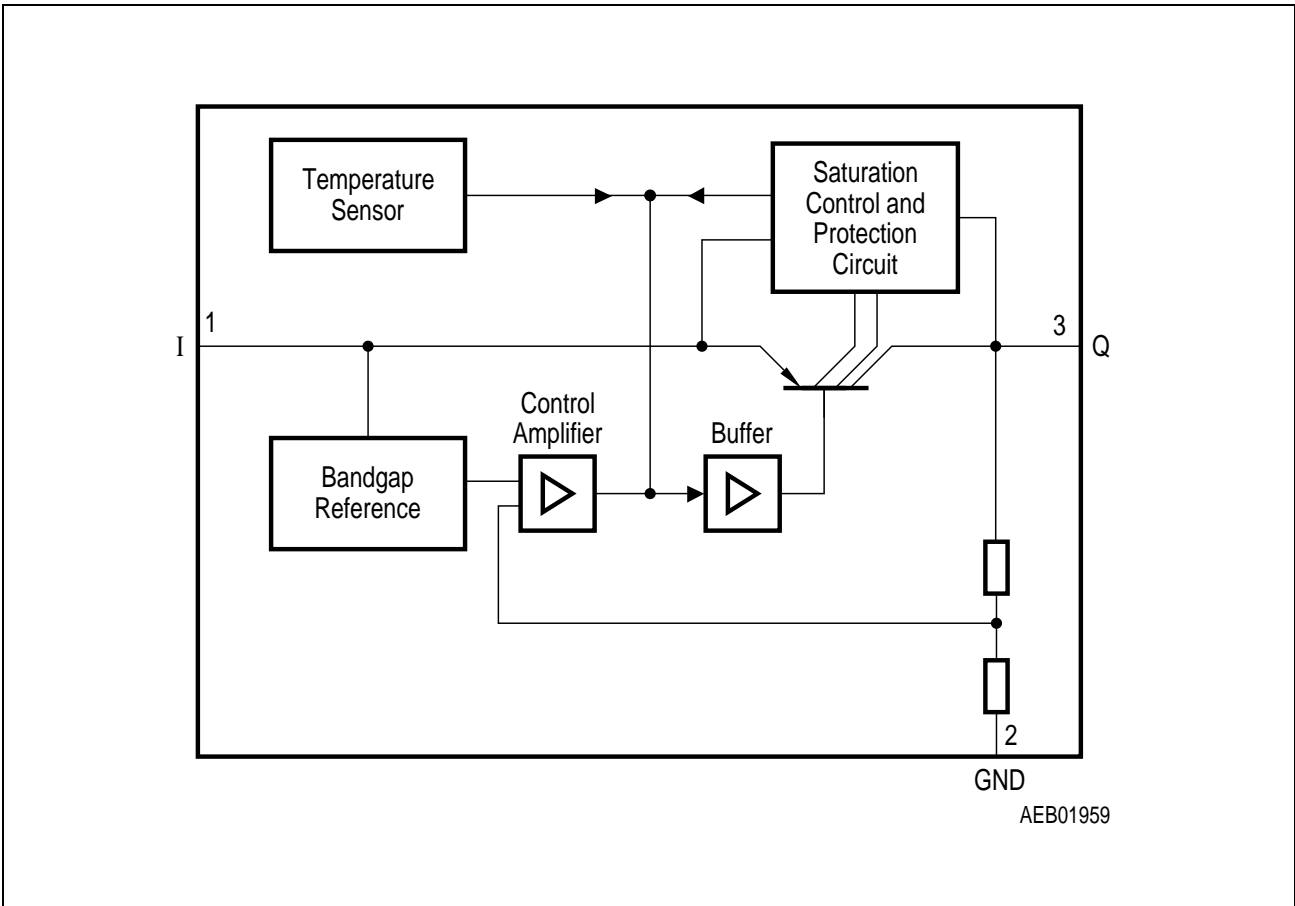 Temperature
Sensor
Saturation
Control and
Protection
Circuit
1
I
3
Q
Control
Amplifier
Buffer
Bandgap
Reference
2
GND
AEB01959